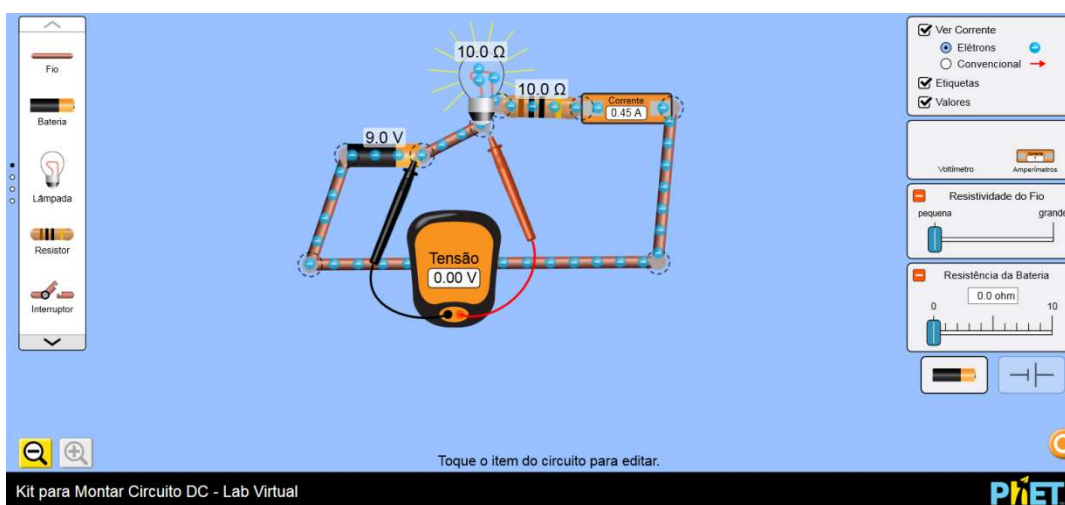 Fio
Bateria
Lâmpada
Resistor
Interruptor
10.0 Ω
10.0 Ω
Corrente
0.45 A
9.0 V
Tensão
0.00 V
Ver Corrente
Elétrons
Convencional
Etiquetas
Valores
Voltímetro
Amperímetros
Resistividade do Fio
pequena grande
Resistência da Bateria
0.0 ohm
0 10
Toque o item do circuito para editar.
Kit para Montar Circuito DC - Lab Virtual
PhET